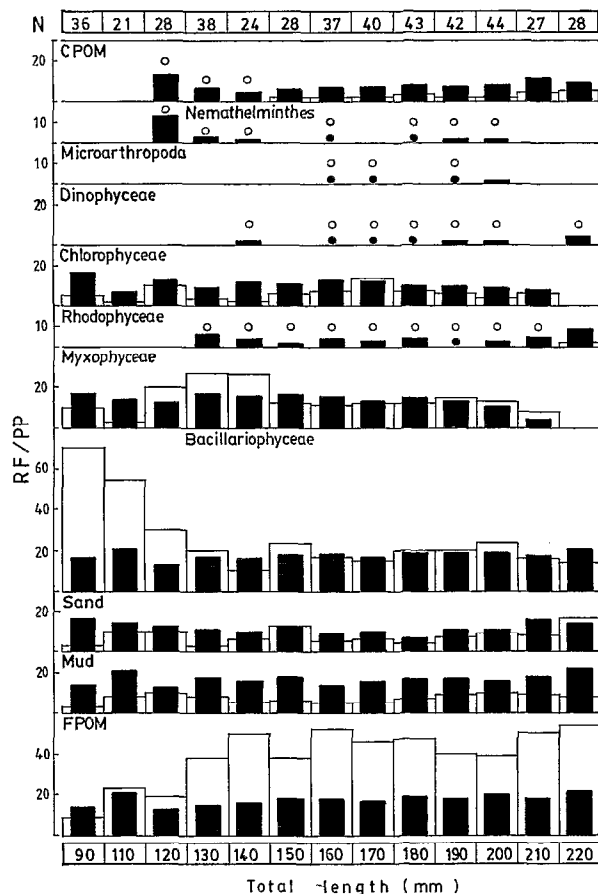 N 36 21 28 38 24 28 37 40 43 42 44 27 28
CPOM
20
Nemathelminthes
10
Microarthropoda
10
Dinophyceae
20
Chlorophyceae
20
Rhodophyceae
10
Myxophyceae
20
Bacillariophyceae
60
40
20
RF/PP
Sand
20
Mud
20
FPOM
40
20
90 110 120 130 140 150 160 170 180 190 200 210 220
Total length (mm)